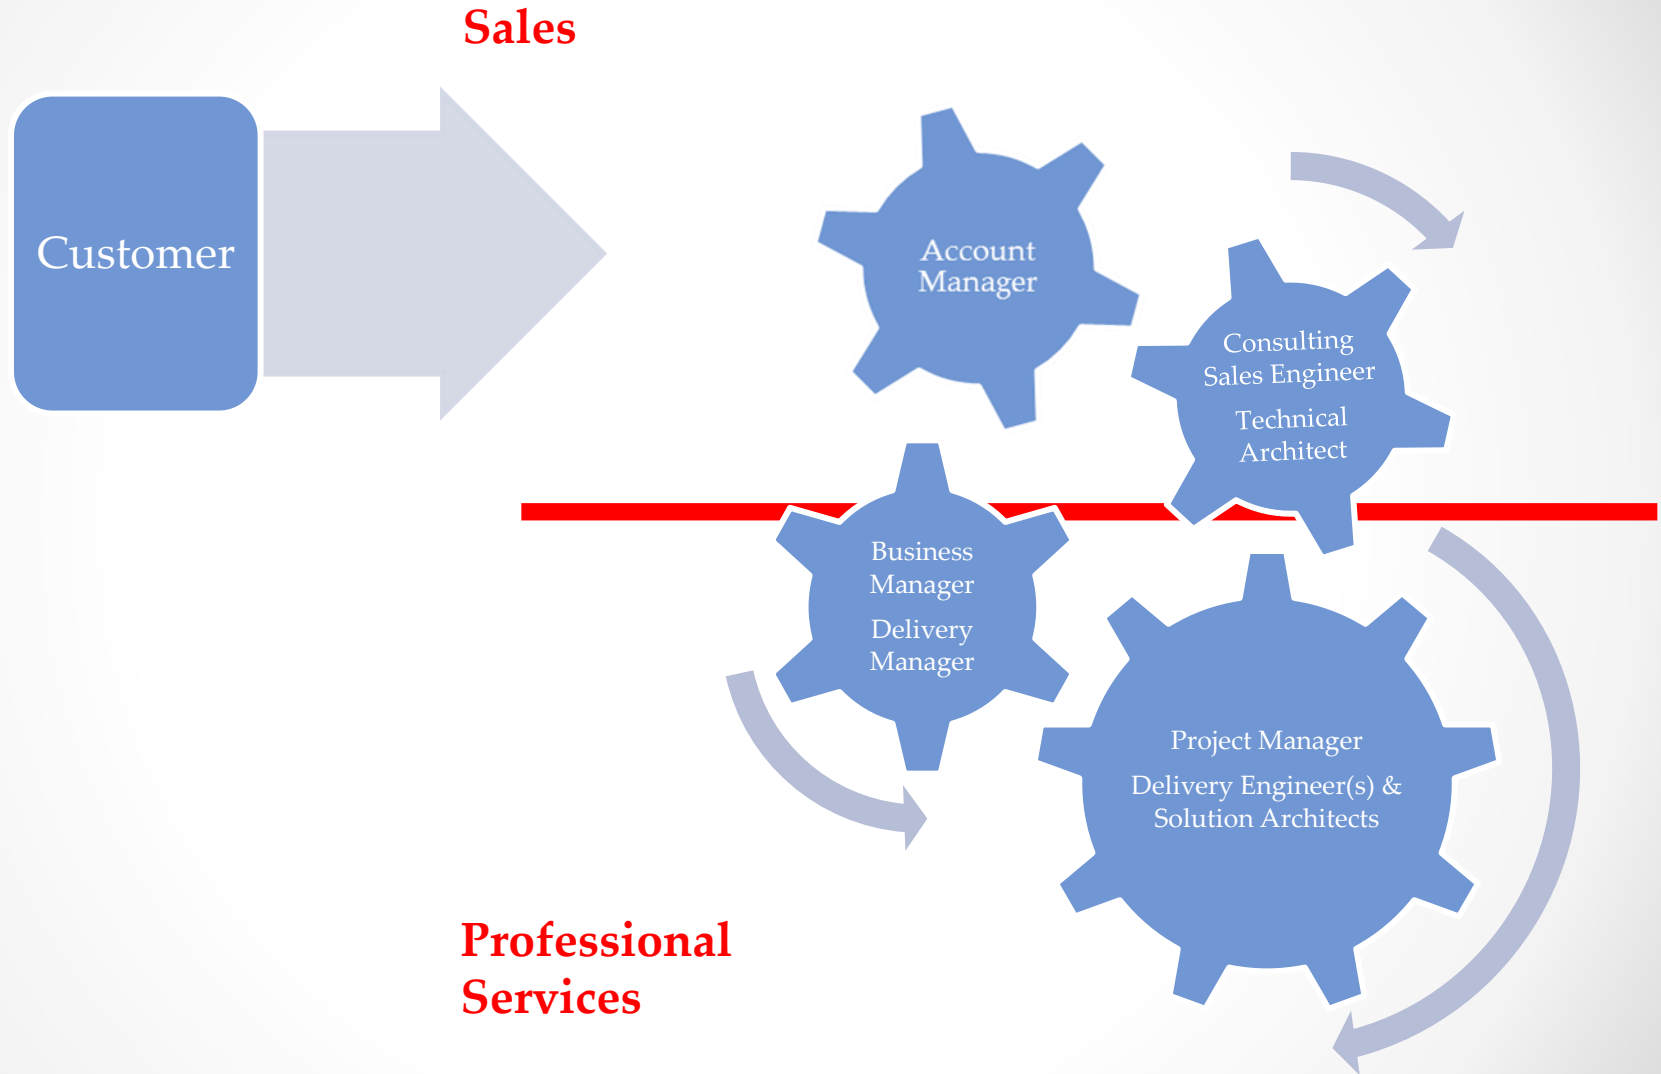 Sales
Customer
Account
Manager
Consulting
Sales Engineer
Technical
Architect
Business
Manager
Delivery
Manager
Project Manager
Delivery Engineer(s) &
Solution Architects
Professional
Services